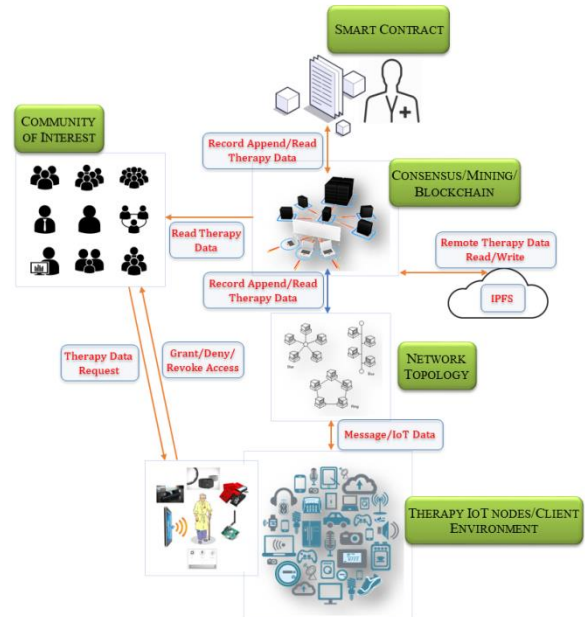 SMART CONTRACT
COMMUNITY
OF INTEREST
Record Append/Read
Therapy Data
CONSENSUS/MINING/
BLOCKCHAIN
Read Therapy
Data
Remote Therapy Data
Read/Write
IPFS
Record Append/Read
Therapy Data
Therapy Data
Request
Grant/Deny/
Revoke Access
NETWORK
TOPOLOGY
Message/IoT Data
THERAPY IOT NODES/CLIENT
ENVIRONMENT